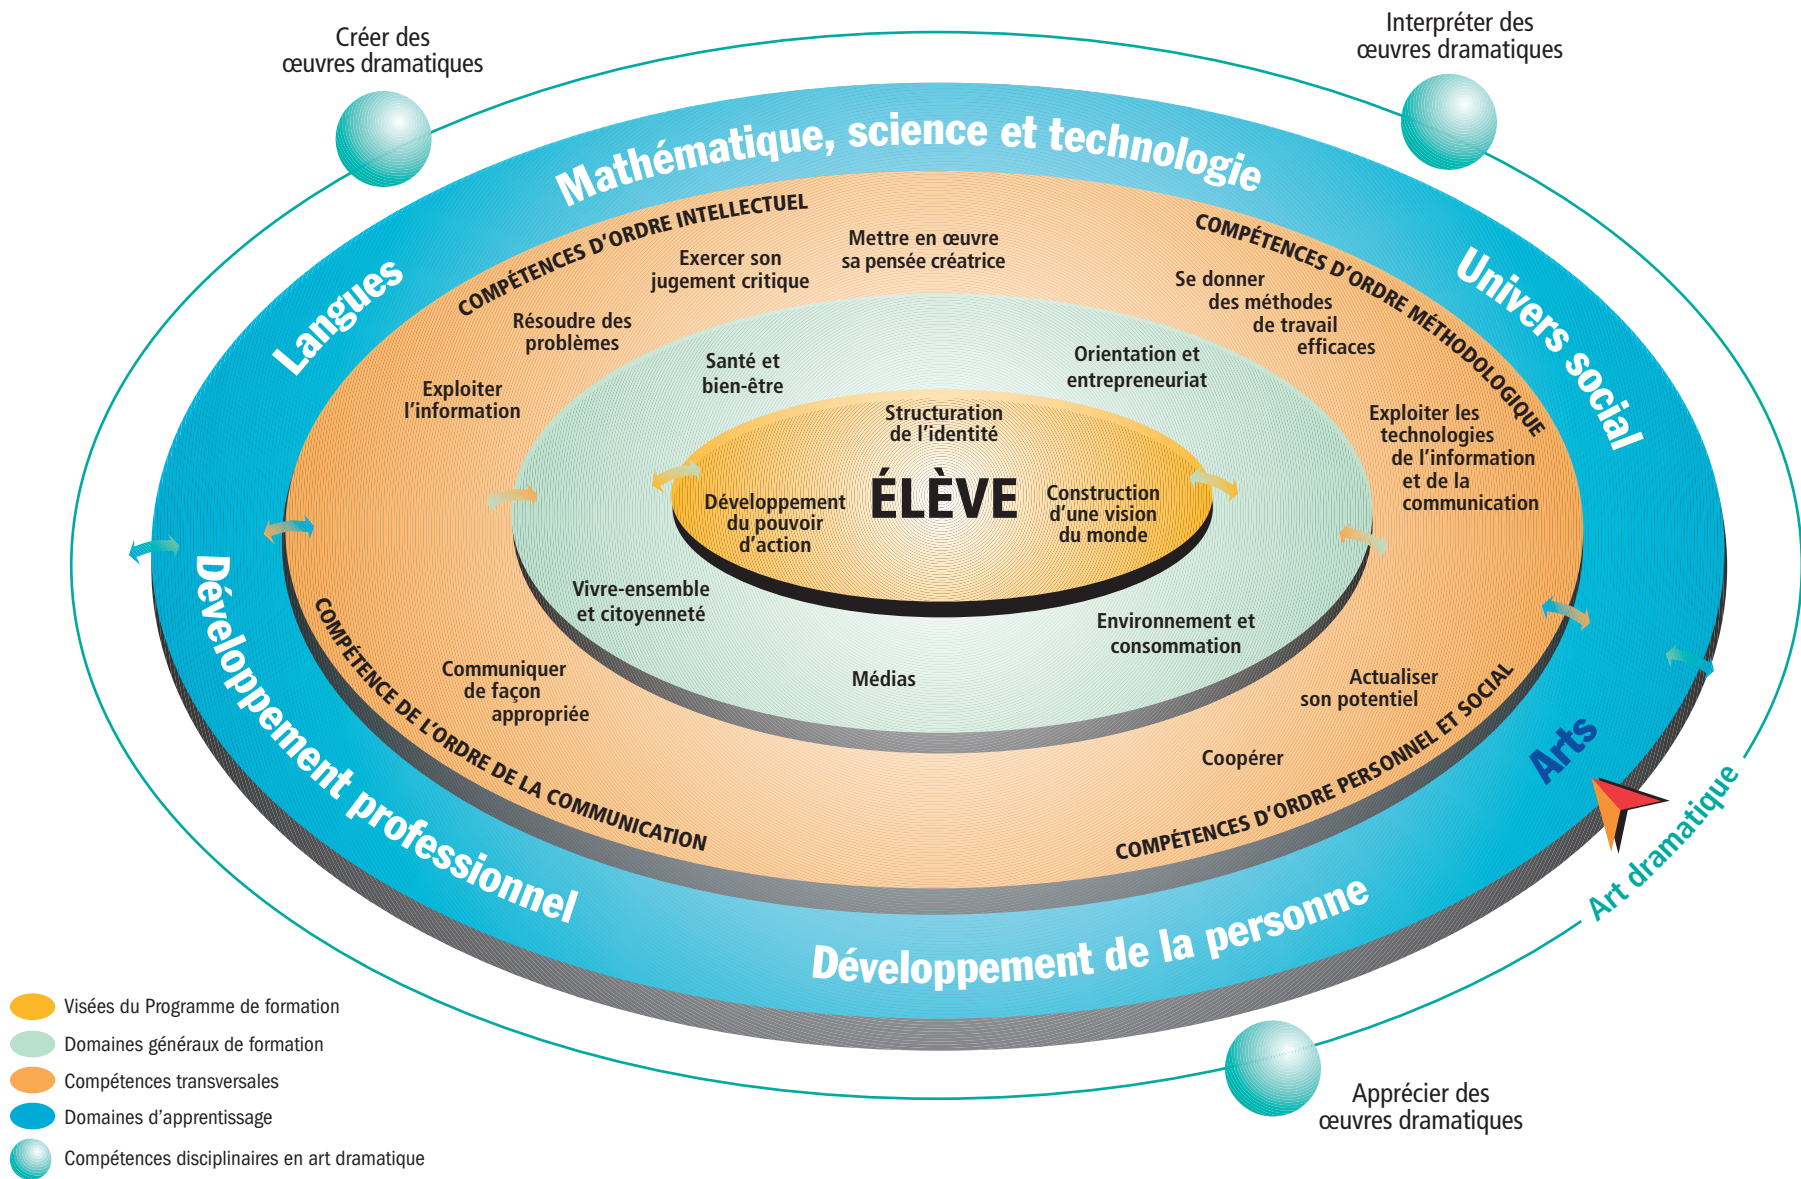 Créer des
œuvres dramatiques
Interpréter des
œuvres dramatiques
Mathématique, science et technologie
Langues
Univers social
COMPÉTENCES D'ORDRE INTELLECTUEL
COMPÉTENCES D'ORDRE MÉTHODOLOGIQUE
Mettre en œuvre
sa pensée créatrice
Exercer son
jugement critique
Résoudre des
problèmes
Exploiter
l'information
Se donner
des méthodes
de travail
efficaces
Exploiter les
technologies
de l'information
et de la
communication
Santé et
bien-être
Orientation et
entrepreneuriat
Structuration
de l'identité
ÉLÈVE
Développement
du pouvoir
d'action
Construction
d'une vision
du monde
Vivre-ensemble
et citoyenneté
Environnement et
consommation
Médias
Communiquer
de façon
appropriée
Actualiser
son potentiel
Coopérer
COMPÉTENCE DE L'ORDRE DE LA COMMUNICATION
COMPÉTENCES D'ORDRE PERSONNEL ET SOCIAL
Développement professionnel
Développement de la personne
Arts
Art dramatique
Apprécier des
œuvres dramatiques
Visées du Programme de formation
Domaines généraux de formation
Compétences transversales
Domaines d'apprentissage
Compétences disciplinaires en art dramatique